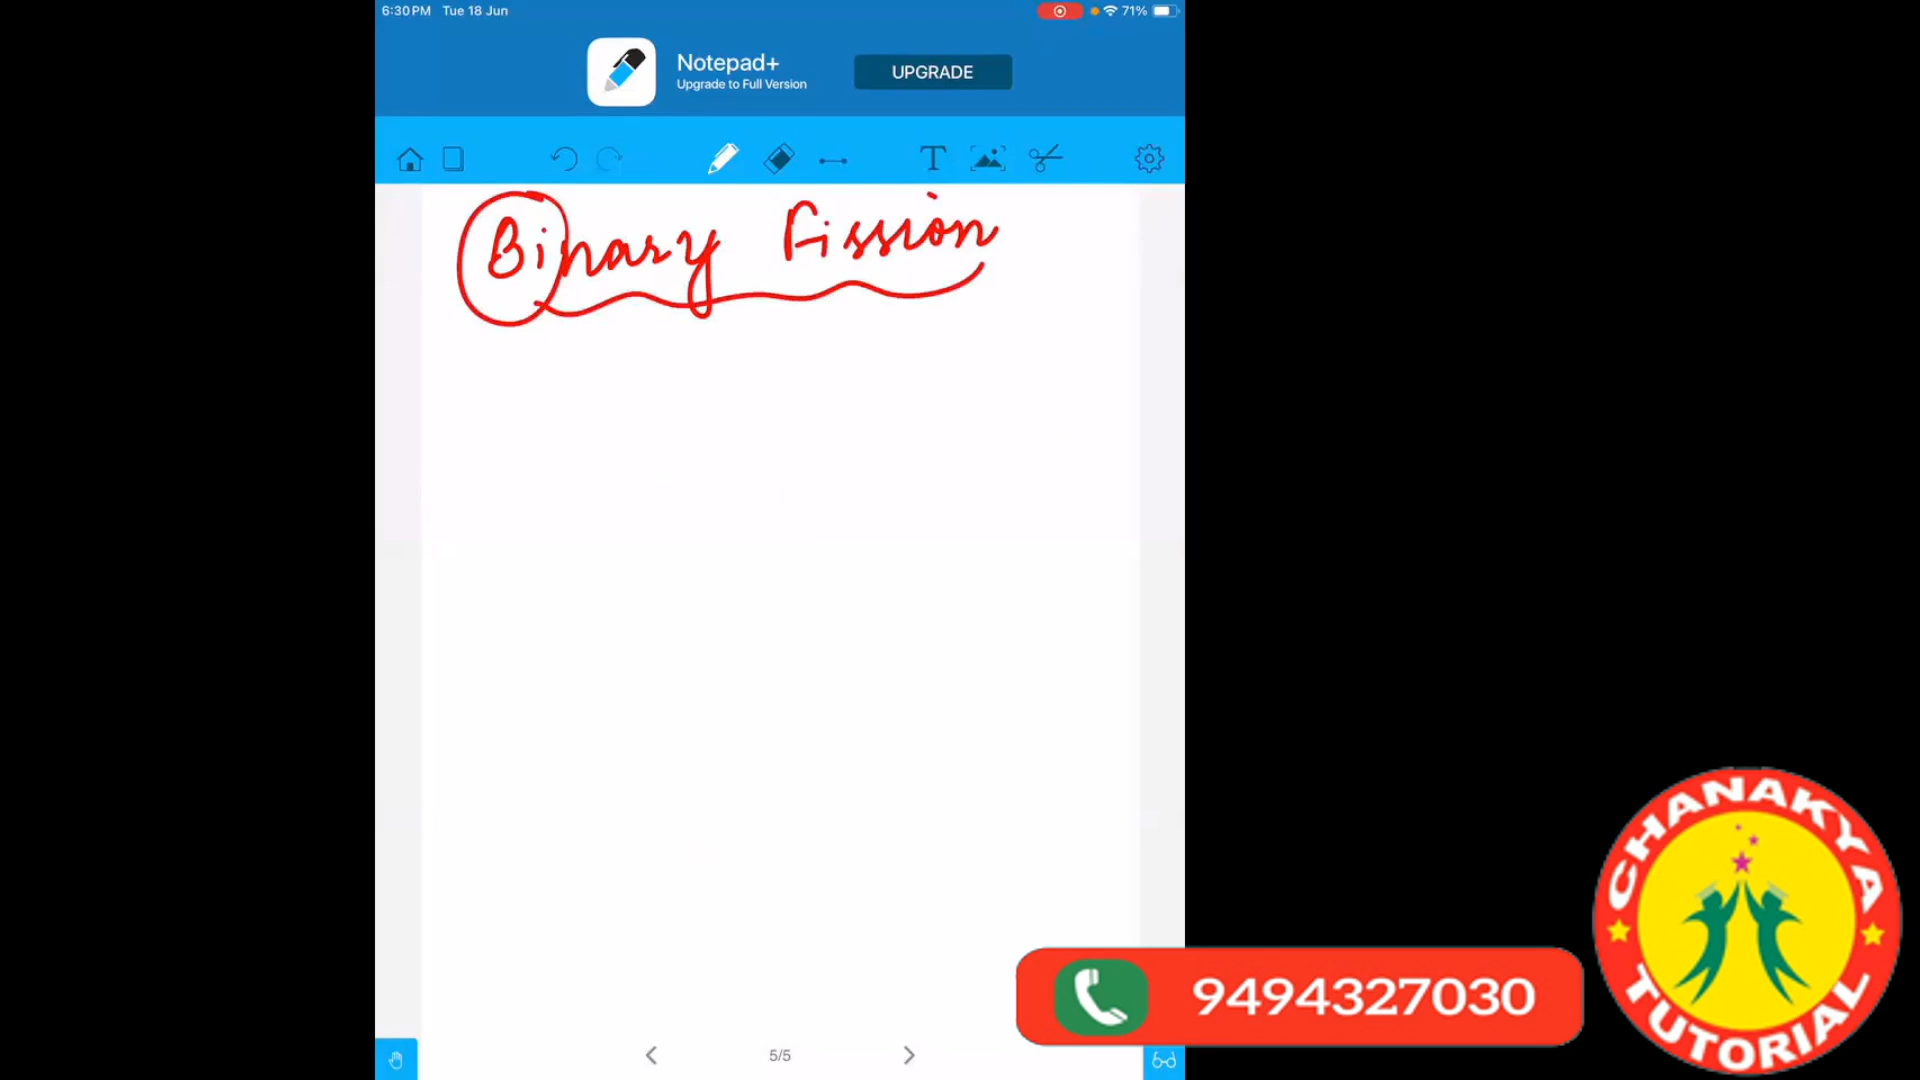 6:30 PM Tue 18 Jun 71%
Notepad+
Upgrade to Full Version
UPGRADE
T
Binary Fission
9494327030
CHANAKYA
TUTORIAL
5/5